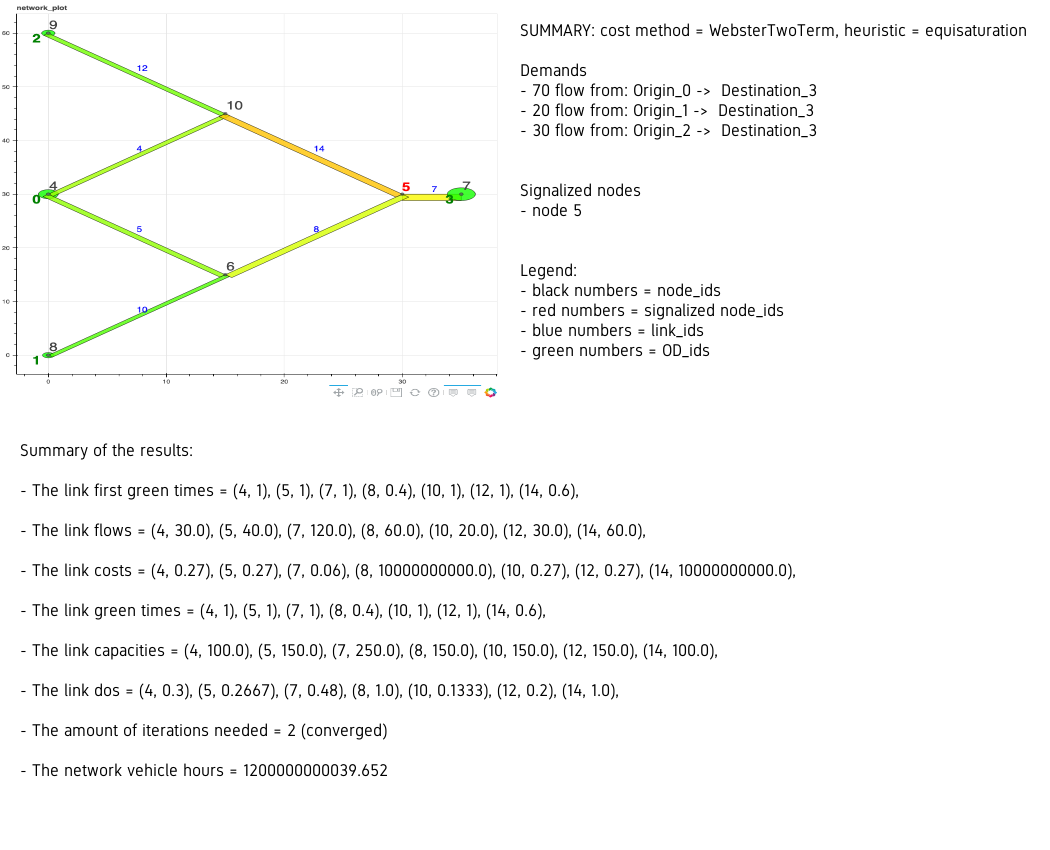 network_plot
SUMMARY: cost method = WebsterTwoTerm, heuristic = equisaturation
Demands
- 70 flow from: Origin_0 -> Destination_3
- 20 flow from: Origin_1 -> Destination_3
- 30 flow from: Origin_2 -> Destination_3
Signalized nodes
- node 5
Legend:
- black numbers = node_ids
- red numbers = signalized node_ids
- blue numbers = link_ids
- green numbers = OD_ids
60
50
40
30
20
10
0
0
10
20
30
9
2
12
10
4
14
4
0
5
7
7
3
5
8
6
10
8
1
Summary of the results:
- The link first green times = (4, 1), (5, 1), (7, 1), (8, 0.4), (10, 1), (12, 1), (14, 0.6),
- The link flows = (4, 30.0), (5, 40.0), (7, 120.0), (8, 60.0), (10, 20.0), (12, 30.0), (14, 60.0),
- The link costs = (4, 0.27), (5, 0.27), (7, 0.06), (8, 10000000000.0), (10, 0.27), (12, 0.27), (14, 10000000000.0),
- The link green times = (4, 1), (5, 1), (7, 1), (8, 0.4), (10, 1), (12, 1), (14, 0.6),
- The link capacities = (4, 100.0), (5, 150.0), (7, 250.0), (8, 150.0), (10, 150.0), (12, 150.0), (14, 100.0),
- The link dos = (4, 0.3), (5, 0.2667), (7, 0.48), (8, 1.0), (10, 0.1333), (12, 0.2), (14, 1.0),
- The amount of iterations needed = 2 (converged)
- The network vehicle hours = 1200000000039.652